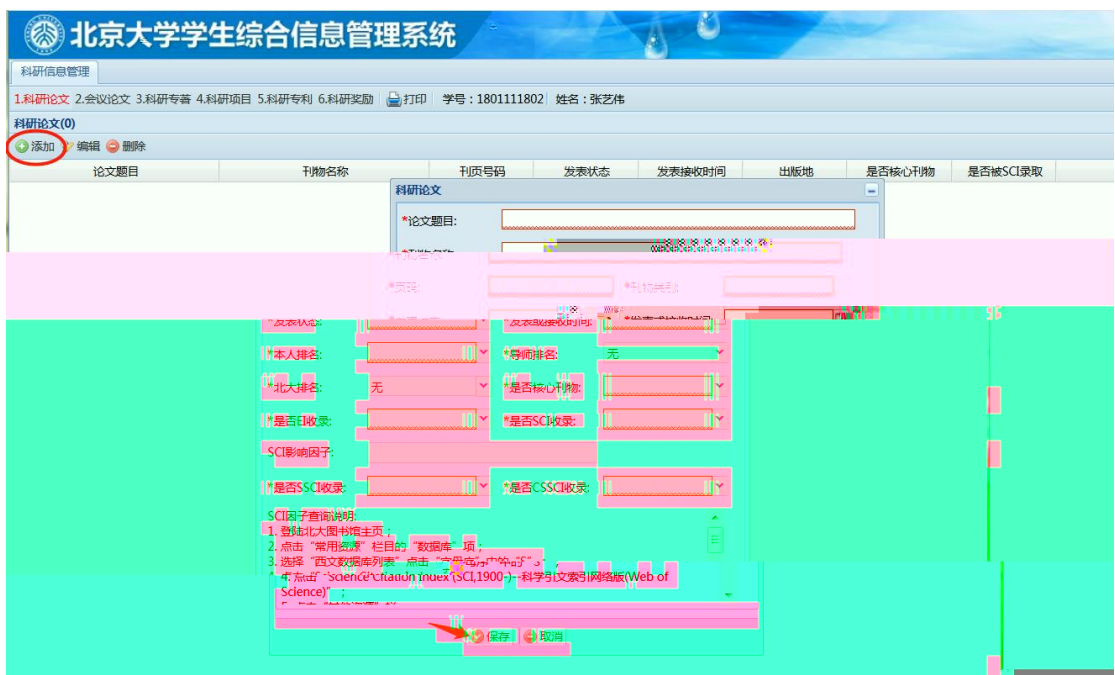 北京大学学生综合信息管理系统
科研信息管理
1.科研论文 2.会议论文 3.科研专著 4.科研项目 5.科研专利 6.科研奖励 打印 学号：1801111802 姓名：张艺伟
科研论文(0)
添加 编辑 删除
论文题目 刊物名称 刊页号码 发表状态 发表接收时间 出版地 是否核心刊物 是否被SCI录取
科研论文
*论文题目:
*刊物名称
*页码:
*发表状态: *发表或接收时间:
*本人排名: *导师排名: 无
*北大排名: 无 *是否核心刊物:
*是否EI收录: *是否SCI收录:
SCI影响因子:
*是否SSCI收录: *是否CSSCI收录:
SCI因子查询说明:
1. 登陆北大图书馆主页；
2. 点击“常用资源”栏目的“数据库”项；
3. 选择“西文数据库列表”点击
4. 点击“Science Citation Index (SCI,1900-)--科学引文索引网络版(Web of
Science)”；
保存 取消